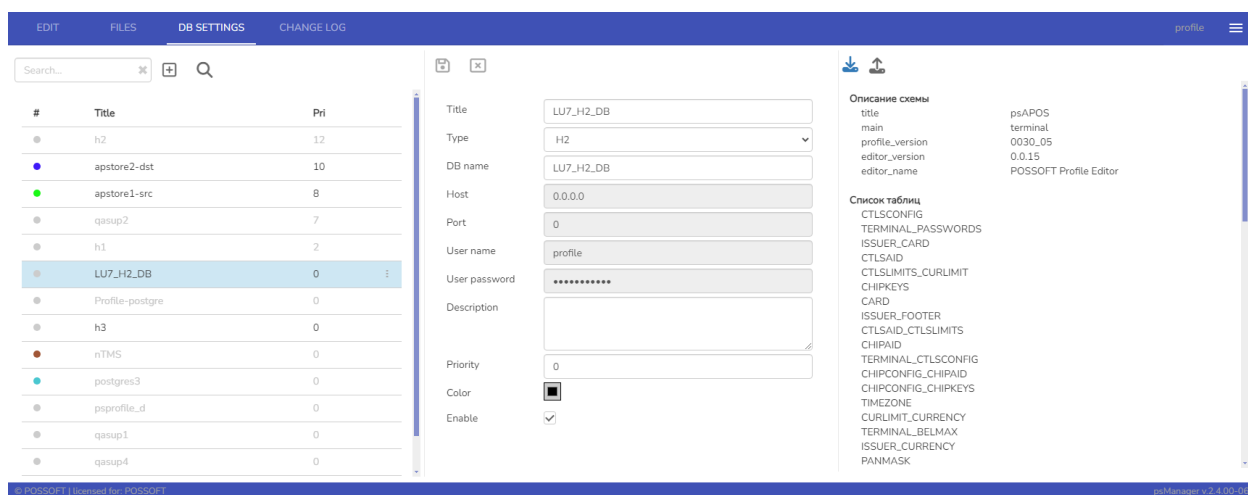 EDIT FILES DB SETTINGS CHANGE LOG profile
Search...
# Title Pri
h2 12
apstore2-dst 10
apstore1-src 8
qasup2 7
h1 2
LU7_H2_DB 0
Profile-postgre 0
h3 0
nTMS 0
postgres3 0
psprofile_d 0
qasup1 0
qasup4 0
Title LU7_H2_DB
Type H2
DB name LU7_H2_DB
Host 0.0.0.0
Port 0
User name profile
User password •••••••••••
Description
Priority 0
Color
Enable
Описание схемы
title psAPOS
main terminal
profile_version 0030_05
editor_version 0.0.15
editor_name POSSOFT Profile Editor
Список таблиц
CTLSCONFIG
TERMINAL_PASSWORDS
ISSUER_CARD
CTLSAID
CTLSLIMITS_CURLIMIT
CHIPKEYS
CARD
ISSUER_FOOTER
CTLSAID_CTLSLIMITS
CHIPAID
TERMINAL_CTLSCONFIG
CHIPCONFIG_CHIPAID
CHIPCONFIG_CHIPKEYS
TIMEZONE
CURLIMIT_CURRENCY
TERMINAL_BELMAX
ISSUER_CURRENCY
PANMASK
© POSSOFT | licensed for: POSSOFT psManager v.2.4.00-06